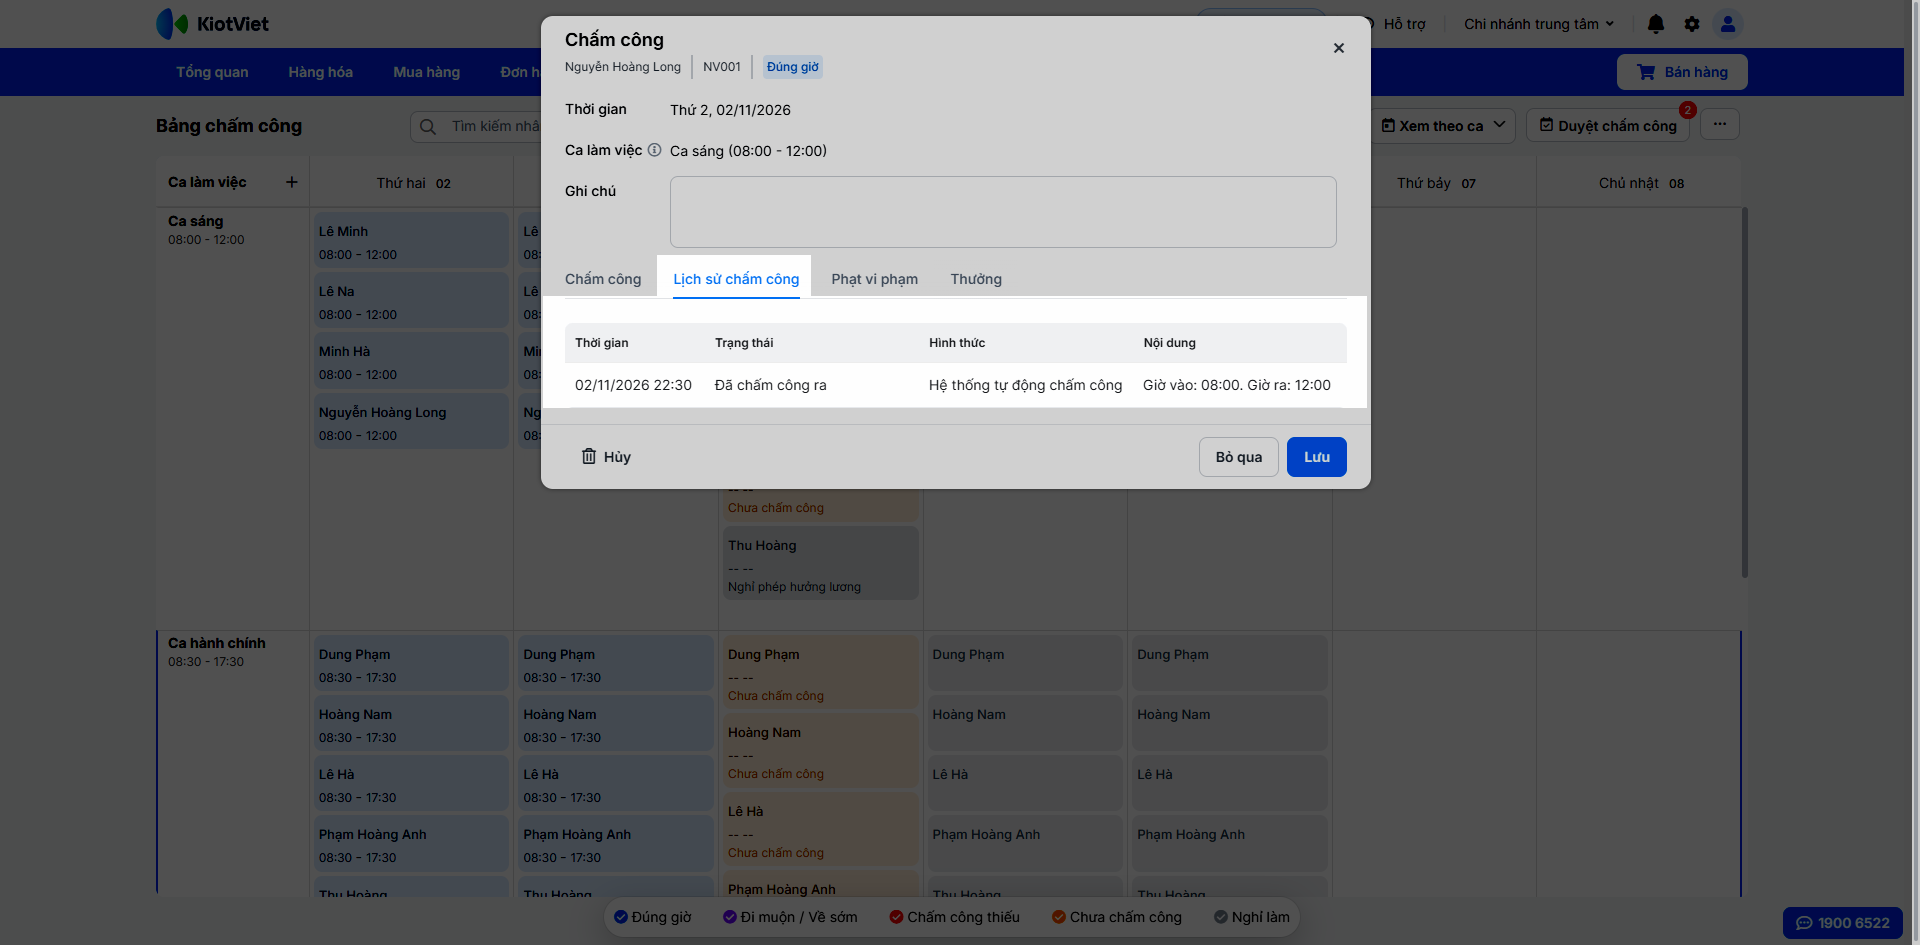 KiotViet
Hỗ trợ
Chi nhánh trung tâm
Tổng quan
Hàng hóa
Mua hàng
Bán hàng
Bảng chấm công
Xem theo ca
Duyệt chấm công
2
Chấm công
Nguyễn Hoàng Long
NV001
Đúng giờ
Thời gian
Thứ 2, 02/11/2026
Ca làm việc
Ca sáng (08:00 - 12:00)
Ghi chú
Chấm công
Lịch sử chấm công
Phạt vi phạm
Thưởng
Thời gian
Trạng thái
Hình thức
Nội dung
02/11/2026 22:30
Đã chấm công ra
Hệ thống tự động chấm công
Giờ vào: 08:00. Giờ ra: 12:00
Hủy
Bỏ qua
Lưu
Ca làm việc
Thứ hai 02
Thứ bảy 07
Chủ nhật 08
Ca sáng
08:00 - 12:00
Lê Minh
08:00 - 12:00
Lê Na
08:00 - 12:00
Minh Hà
08:00 - 12:00
Nguyễn Hoàng Long
08:00 - 12:00
-- --
Chưa chấm công
Thu Hoàng
-- --
Nghỉ phép hưởng lương
Ca hành chính
08:30 - 17:30
Dung Phạm
08:30 - 17:30
Hoàng Nam
08:30 - 17:30
Lê Hà
08:30 - 17:30
Phạm Hoàng Anh
08:30 - 17:30
Thu Hoàng
Dung Phạm
08:30 - 17:30
Hoàng Nam
08:30 - 17:30
Lê Hà
08:30 - 17:30
Phạm Hoàng Anh
08:30 - 17:30
Thu Hoàng
Dung Phạm
-- --
Chưa chấm công
Hoàng Nam
-- --
Chưa chấm công
Lê Hà
-- --
Chưa chấm công
Phạm Hoàng Anh
Dung Phạm
Hoàng Nam
Lê Hà
Phạm Hoàng Anh
Thu Hoàng
Dung Phạm
Hoàng Nam
Lê Hà
Phạm Hoàng Anh
Thu Hoàng
Đúng giờ
Đi muộn / Về sớm
Chấm công thiếu
Chưa chấm công
Nghỉ làm
1900 6522